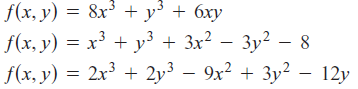 f(x, y) = 8x³ + y³ + 6xy
f(x, y) = x³ + y³ + 3x² − 3y² − 8
f(x, y) = 2x³ + 2y³ − 9x² + 3y² − 12y